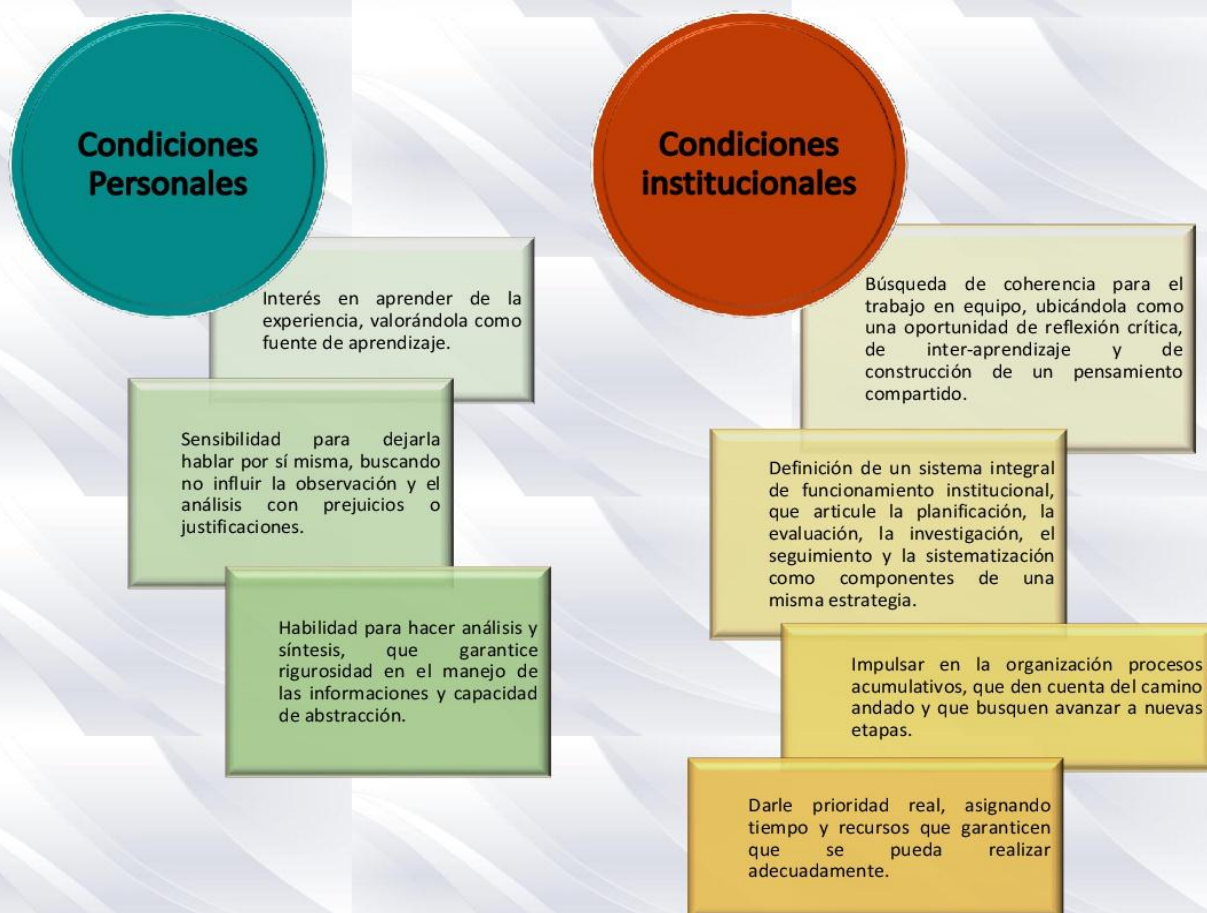 Condiciones
Personales
Interés en aprender de la
experiencia, valorándola como
fuente de aprendizaje.
Sensibilidad para dejarla
hablar por sí misma, buscando
no influir la observación y el
análisis con prejuicios o
justificaciones.
Habilidad para hacer análisis y
síntesis, que garantice
rigurosidad en el manejo de
las informaciones y capacidad
de abstracción.
Condiciones
institucionales
Búsqueda de coherencia para el
trabajo en equipo, ubicándola como
una oportunidad de reflexión crítica,
de inter-aprendizaje y de
construcción de un pensamiento
compartido.
Definición de un sistema integral
de funcionamiento institucional,
que articule la planificación, la
evaluación, la investigación, el
seguimiento y la sistematización
como componentes de una
misma estrategia.
Impulsar en la organización procesos
acumulativos, que den cuenta del camino
andado y que busquen avanzar a nuevas
etapas.
Darle prioridad real, asignando
tiempo y recursos que garanticen
que se pueda realizar
adecuadamente.